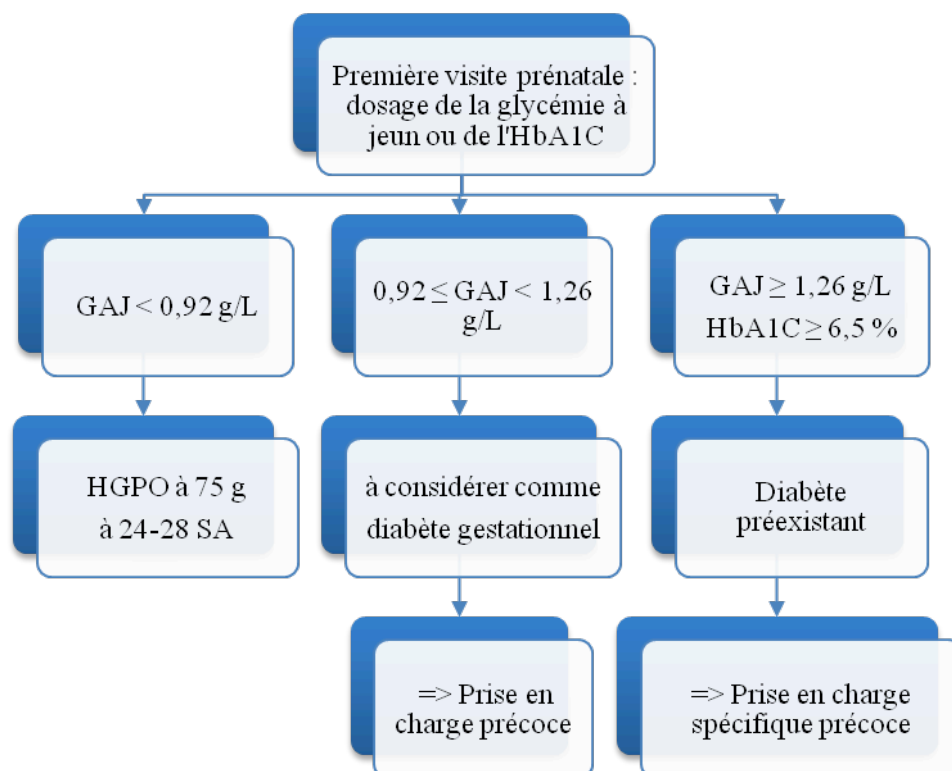 Première visite prénatale :
dosage de la glycémie à
jeun ou de l'HbA1C
GAJ < 0,92 g/L
0,92 ≤ GAJ < 1,26
g/L
GAJ ≥ 1,26 g/L
HbA1C ≥ 6,5 %
HGPO à 75 g
à 24-28 SA
à considérer comme
diabète gestationnel
Diabète
préexistant
=> Prise en
charge précoce
=> Prise en charge
spécifique précoce